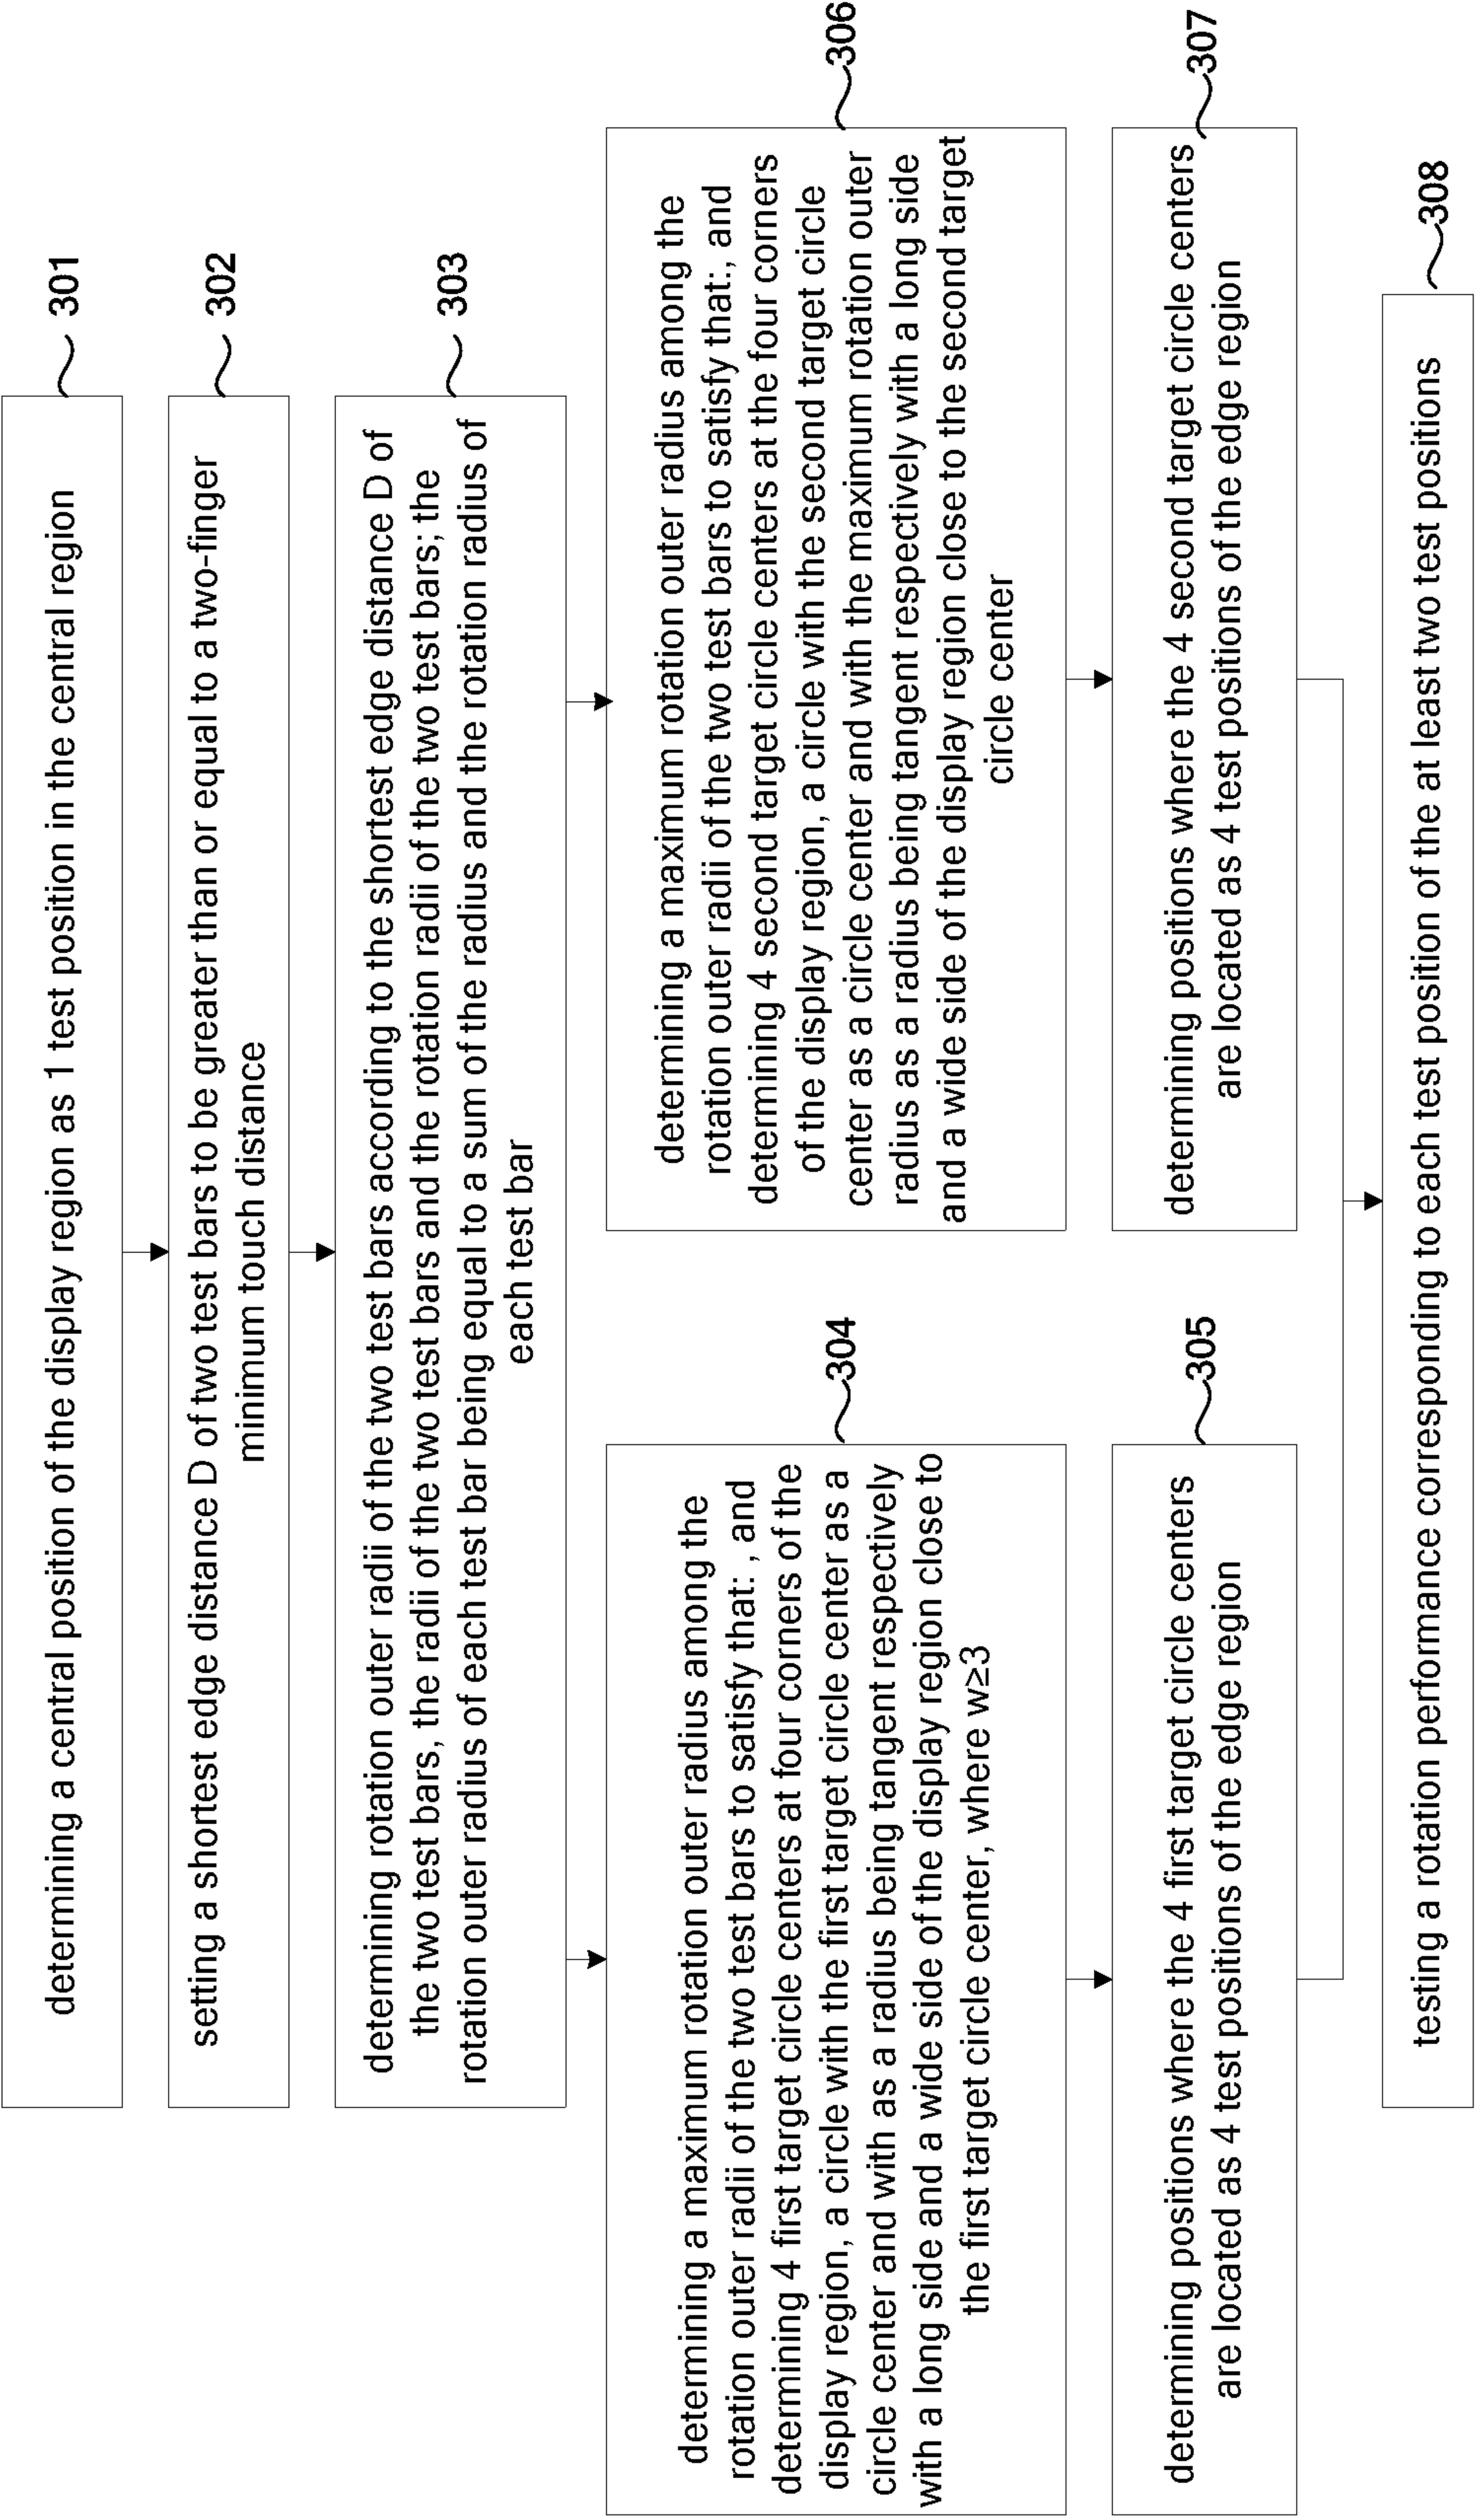 determining a central position of the display region as 1 test position in the central region
301
setting a shortest edge distance D of two test bars to be greater than or equal to a two-finger
minimum touch distance
302
determining rotation outer radii of the two test bars according to the shortest edge distance D of
the two test bars, the radii of the two test bars and the rotation radii of the two test bars; the
rotation outer radius of each test bar being equal to a sum of the radius and the rotation radius of
each test bar
303
determining a maximum rotation outer radius among the
rotation outer radii of the two test bars to satisfy that: , and
determining 4 first target circle centers at four corners of the
display region, a circle with the first target circle center as a
circle center and with as a radius being tangent respectively
with a long side and a wide side of the display region close to
the first target circle center, where w≥3
304
determining positions where the 4 first target circle centers
are located as 4 test positions of the edge region
305
determining a maximum rotation outer radius among the
rotation outer radii of the two test bars to satisfy that:, and
determining 4 second target circle centers at the four corners
of the display region, a circle with the second target circle
center as a circle center and with the maximum rotation outer
radius as a radius being tangent respectively with a long side
and a wide side of the display region close to the second target
circle center
306
determining positions where the 4 second target circle centers
are located as 4 test positions of the edge region
307
testing a rotation performance corresponding to each test position of the at least two test positions
308